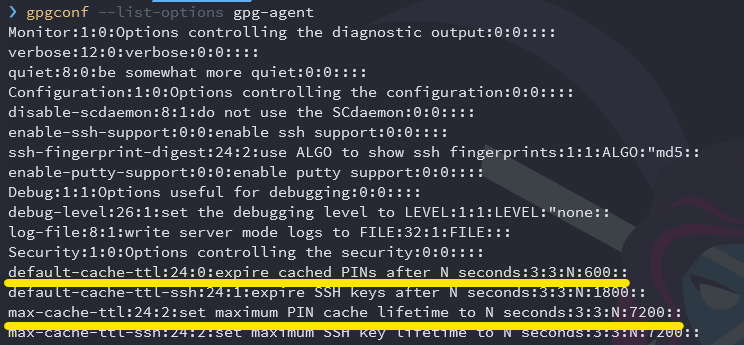 ❯ gpgconf --list-options gpg-agent
Monitor:1:0:Options controlling the diagnostic output:0:0::::
verbose:12:0:verbose:0:0::::
quiet:8:0:be somewhat more quiet:0:0::::
Configuration:1:0:Options controlling the configuration:0:0::::
disable-scdaemon:8:1:do not use the SCdaemon:0:0::::
enable-ssh-support:0:0:enable ssh support:0:0::::
ssh-fingerprint-digest:24:2:use ALGO to show ssh fingerprints:1:1:ALGO:"md5::
enable-putty-support:0:0:enable putty support:0:0::::
Debug:1:1:Options useful for debugging:0:0::::
debug-level:26:1:set the debugging level to LEVEL:1:1:LEVEL:"none::
log-file:8:1:write server mode logs to FILE:32:1:FILE:::
Security:1:0:Options controlling the security:0:0::::
default-cache-ttl:24:0:expire cached PINs after N seconds:3:3:N:600::
default-cache-ttl-ssh:24:1:expire SSH keys after N seconds:3:3:N:1800::
max-cache-ttl:24:2:set maximum PIN cache lifetime to N seconds:3:3:N:7200::
max-cache-ttl-ssh:24:2:set maximum SSH key lifetime to N seconds:3:3:N:7200::